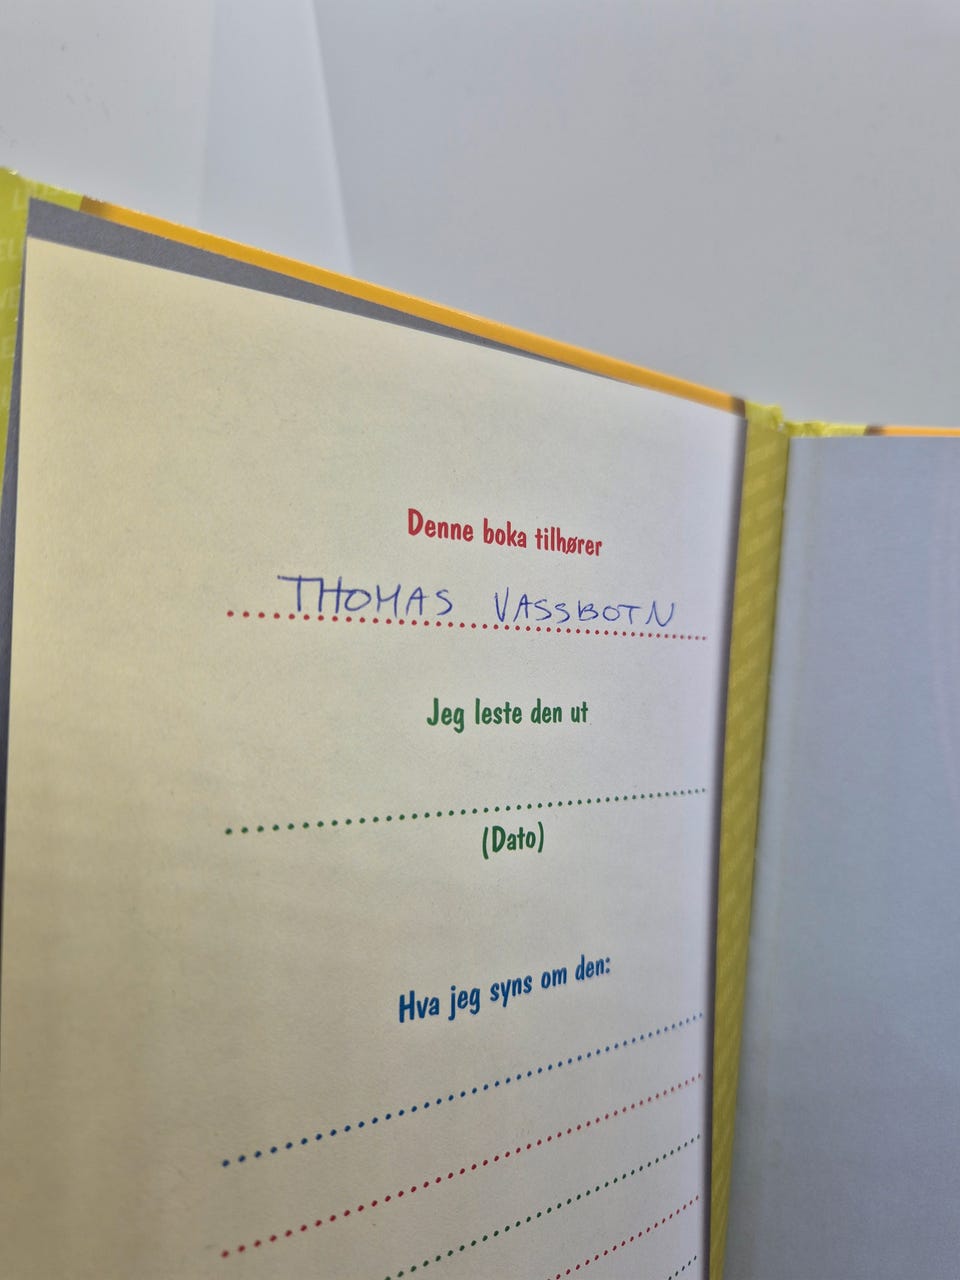 Denne boka tilhører
THOMAS VASSBOTN
Jeg leste den ut
(Dato)
Hva jeg syns om den: